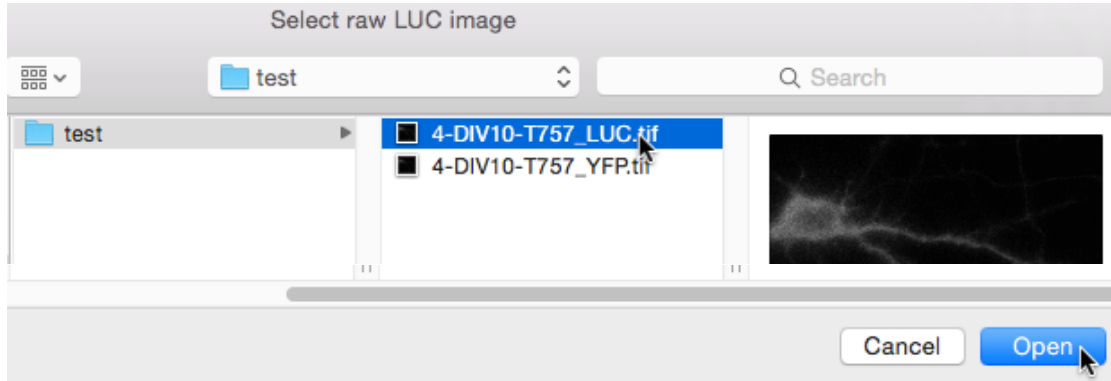 Select raw LUC image
test
Search
test
4-DIV10-T757_LUC.tif
4-DIV10-T757_YFP.tif
Cancel
Open